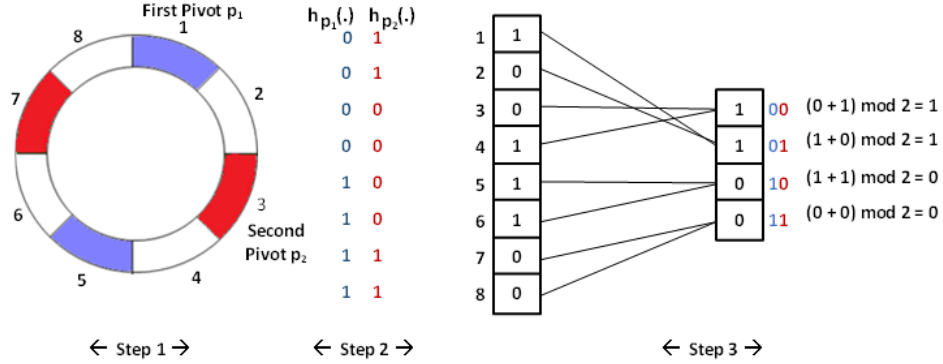 First Pivot p1
1
2
3
Second
Pivot p2
4
5
6
7
8
hp1(.) hp2(.)
0 1
0 1
0 0
0 0
1 0
1 0
1 1
1 1
1 1
2 0
3 0
4 1
5 1
6 1
7 0
8 0
1 00 (0 + 1) mod 2 = 1
1 01 (1 + 0) mod 2 = 1
0 10 (1 + 1) mod 2 = 0
0 11 (0 + 0) mod 2 = 0
← Step 1 →
← Step 2 →
← Step 3 →